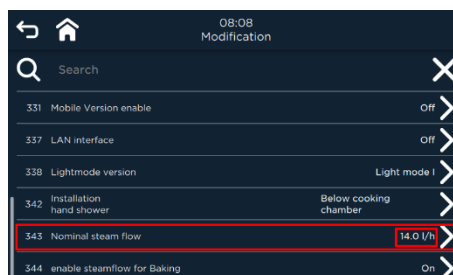 08:08
Modification
Search
331 Mobile Version enable Off
337 LAN interface Off
338 Lightmode version Light mode I
342 Installation hand shower Below cooking chamber
343 Nominal steam flow 14.0 l/h
344 enable steamflow for Baking On